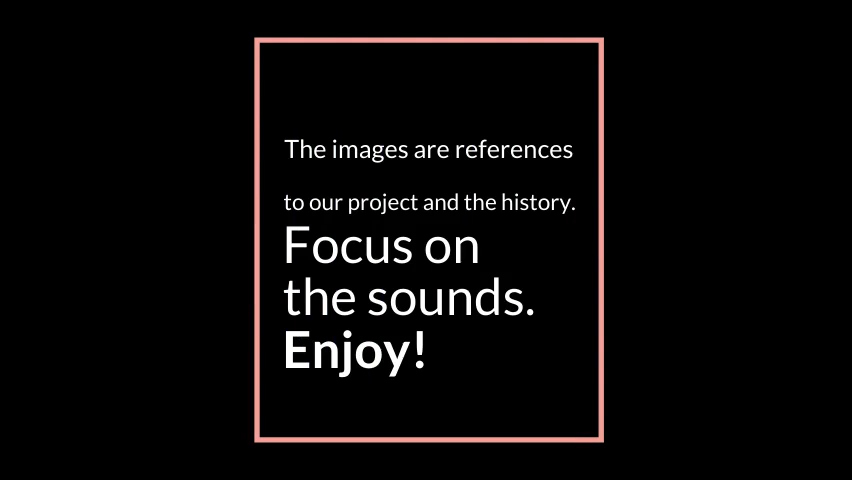 The images are references
to our project and the history.
Focus on
the sounds.
Enjoy!